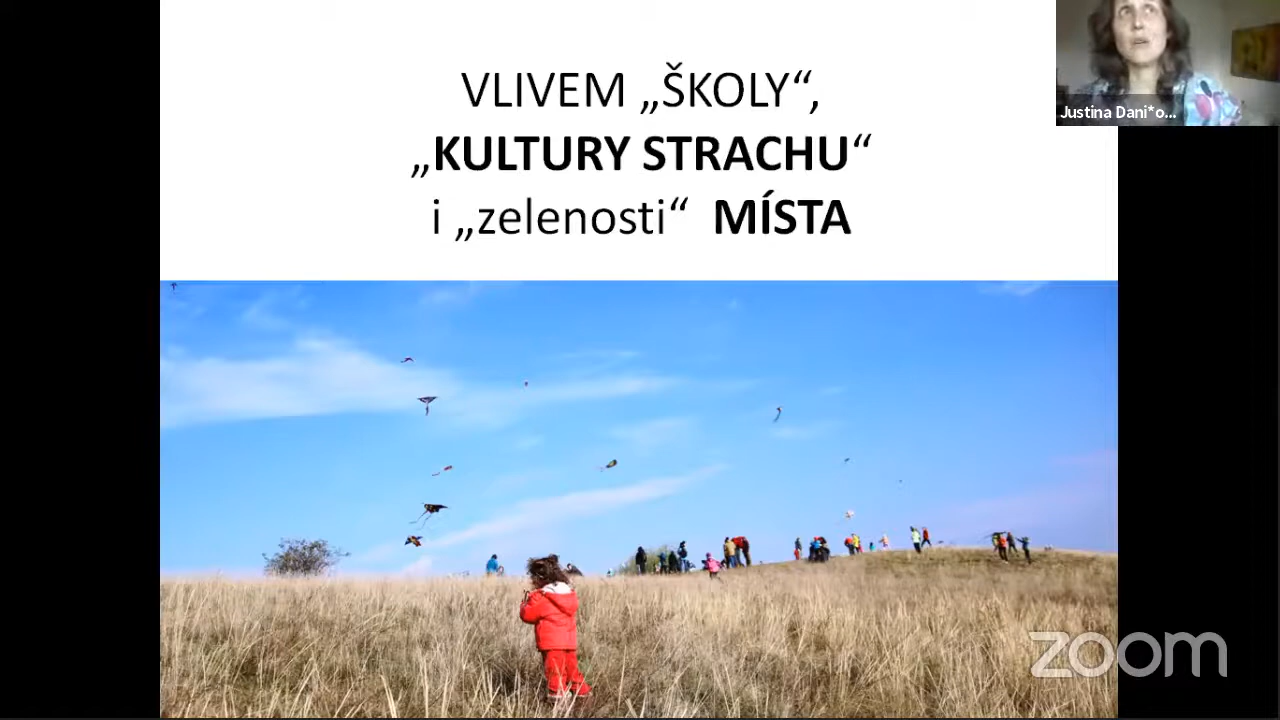 VLIVEM „ŠKOLY“,
„KULTURY STRACHU“
i „zelenosti“ MÍSTA
Justina Dani*o...
zoom